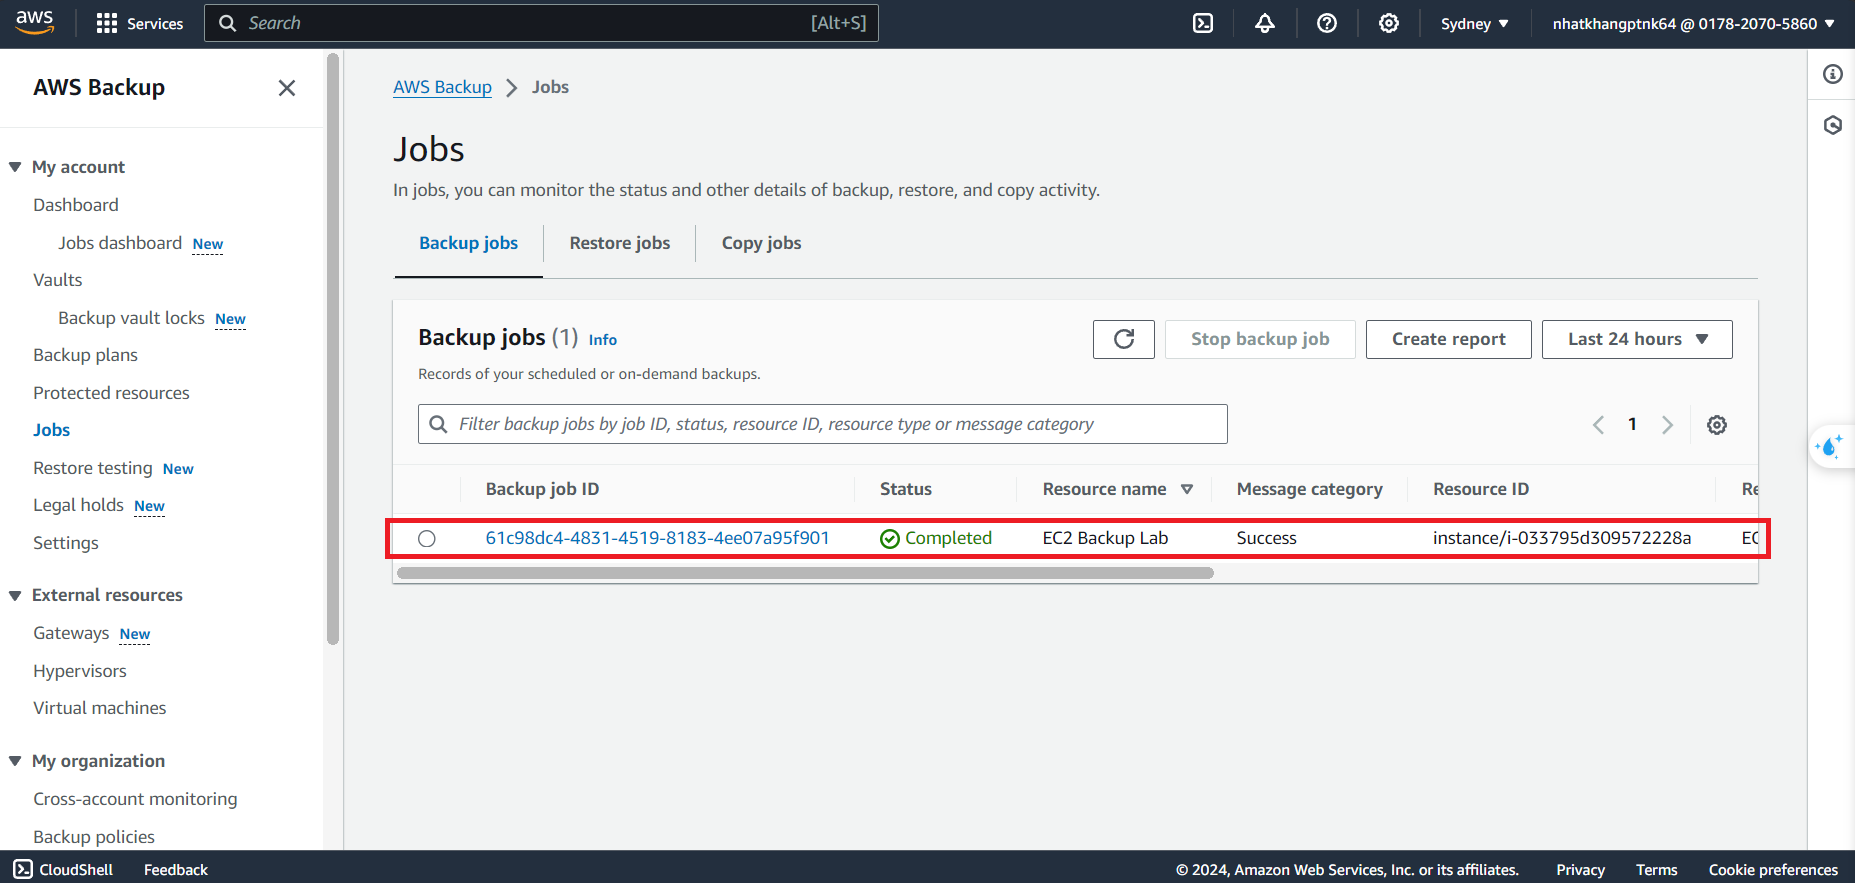 aws
Services
Search
[Alt+S]
Sydney
nhatkhangptnk64 @ 0178-2070-5860
AWS Backup
My account
Dashboard
Jobs dashboard New
Vaults
Backup vault locks New
Backup plans
Protected resources
Jobs
Restore testing New
Legal holds New
Settings
External resources
Gateways New
Hypervisors
Virtual machines
My organization
Cross-account monitoring
Backup policies
AWS Backup Jobs
Jobs
In jobs, you can monitor the status and other details of backup, restore, and copy activity.
Backup jobs Restore jobs Copy jobs
Backup jobs (1) Info
Stop backup job Create report Last 24 hours
Records of your scheduled or on-demand backups.
Filter backup jobs by job ID, status, resource ID, resource type or message category
1
Backup job ID Status Resource name Message category Resource ID Re
61c98dc4-4831-4519-8183-4ee07a95f901 Completed EC2 Backup Lab Success instance/i-033795d309572228a EC
CloudShell Feedback © 2024, Amazon Web Services, Inc. or its affiliates. Privacy Terms Cookie preferences